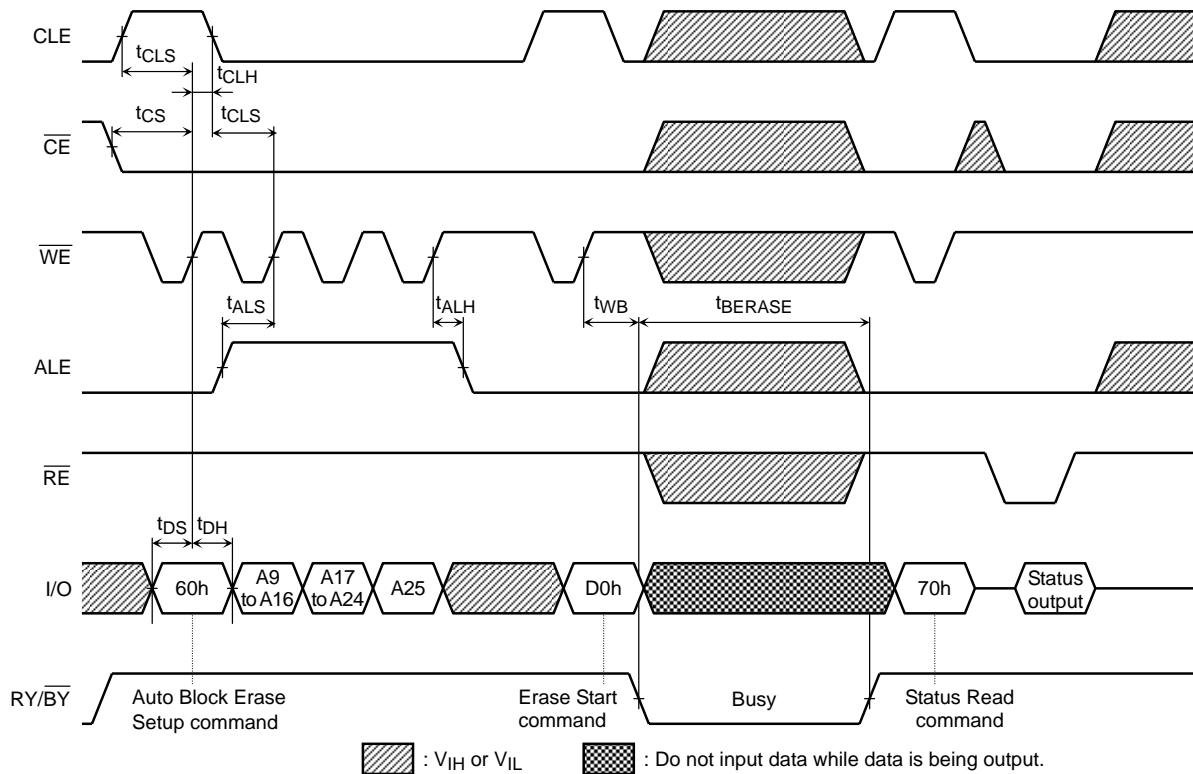 CLE
tCLS
tCLH
tCS
tCLS
CE
WE
tALS
tALH
tWB
tBERASE
ALE
RE
tDS
tDH
I/O
60h
A9
to A16
A17
to A24
A25
D0h
70h
Status
output
RY/BY
Auto Block Erase
Setup command
Erase Start
command
Busy
Status Read
command
: VIH or VIL
: Do not input data while data is being output.